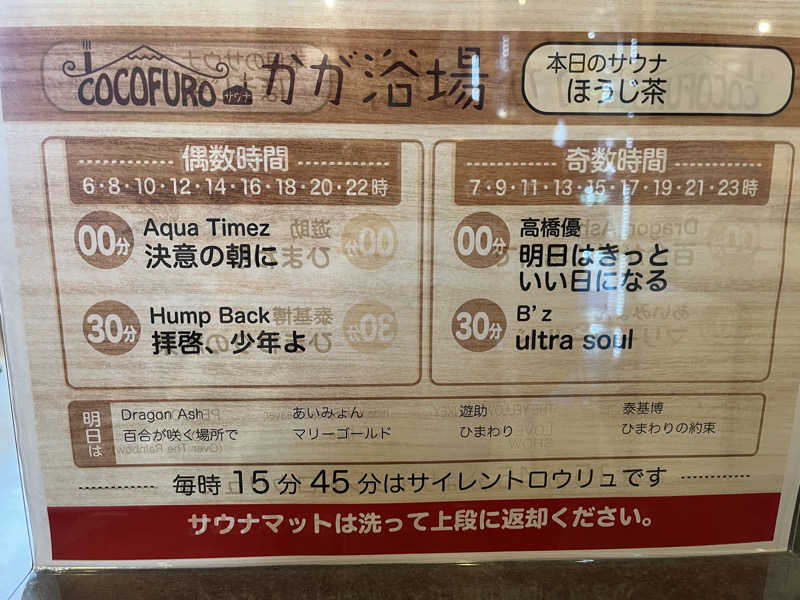 COCOFURO サウナ かが浴場
本日のサウナ
ほうじ茶
偶数時間
6・8・10・12・14・16・18・20・22時
00分
Aqua Timez
決意の朝に
30分
Hump Back
拝啓、少年よ
奇数時間
7・9・11・13・15・17・19・21・23時
00分
高橋優
明日はきっと
いい日になる
30分
B'z
ultra soul
明日は
Dragon Ash
百合が咲く場所で
あいみょん
マリーゴールド
遊助
ひまわり
泰基博
ひまわりの約束
毎時 15分 45分はサイレントロウリュです
サウナマットは洗って上段に返却ください。